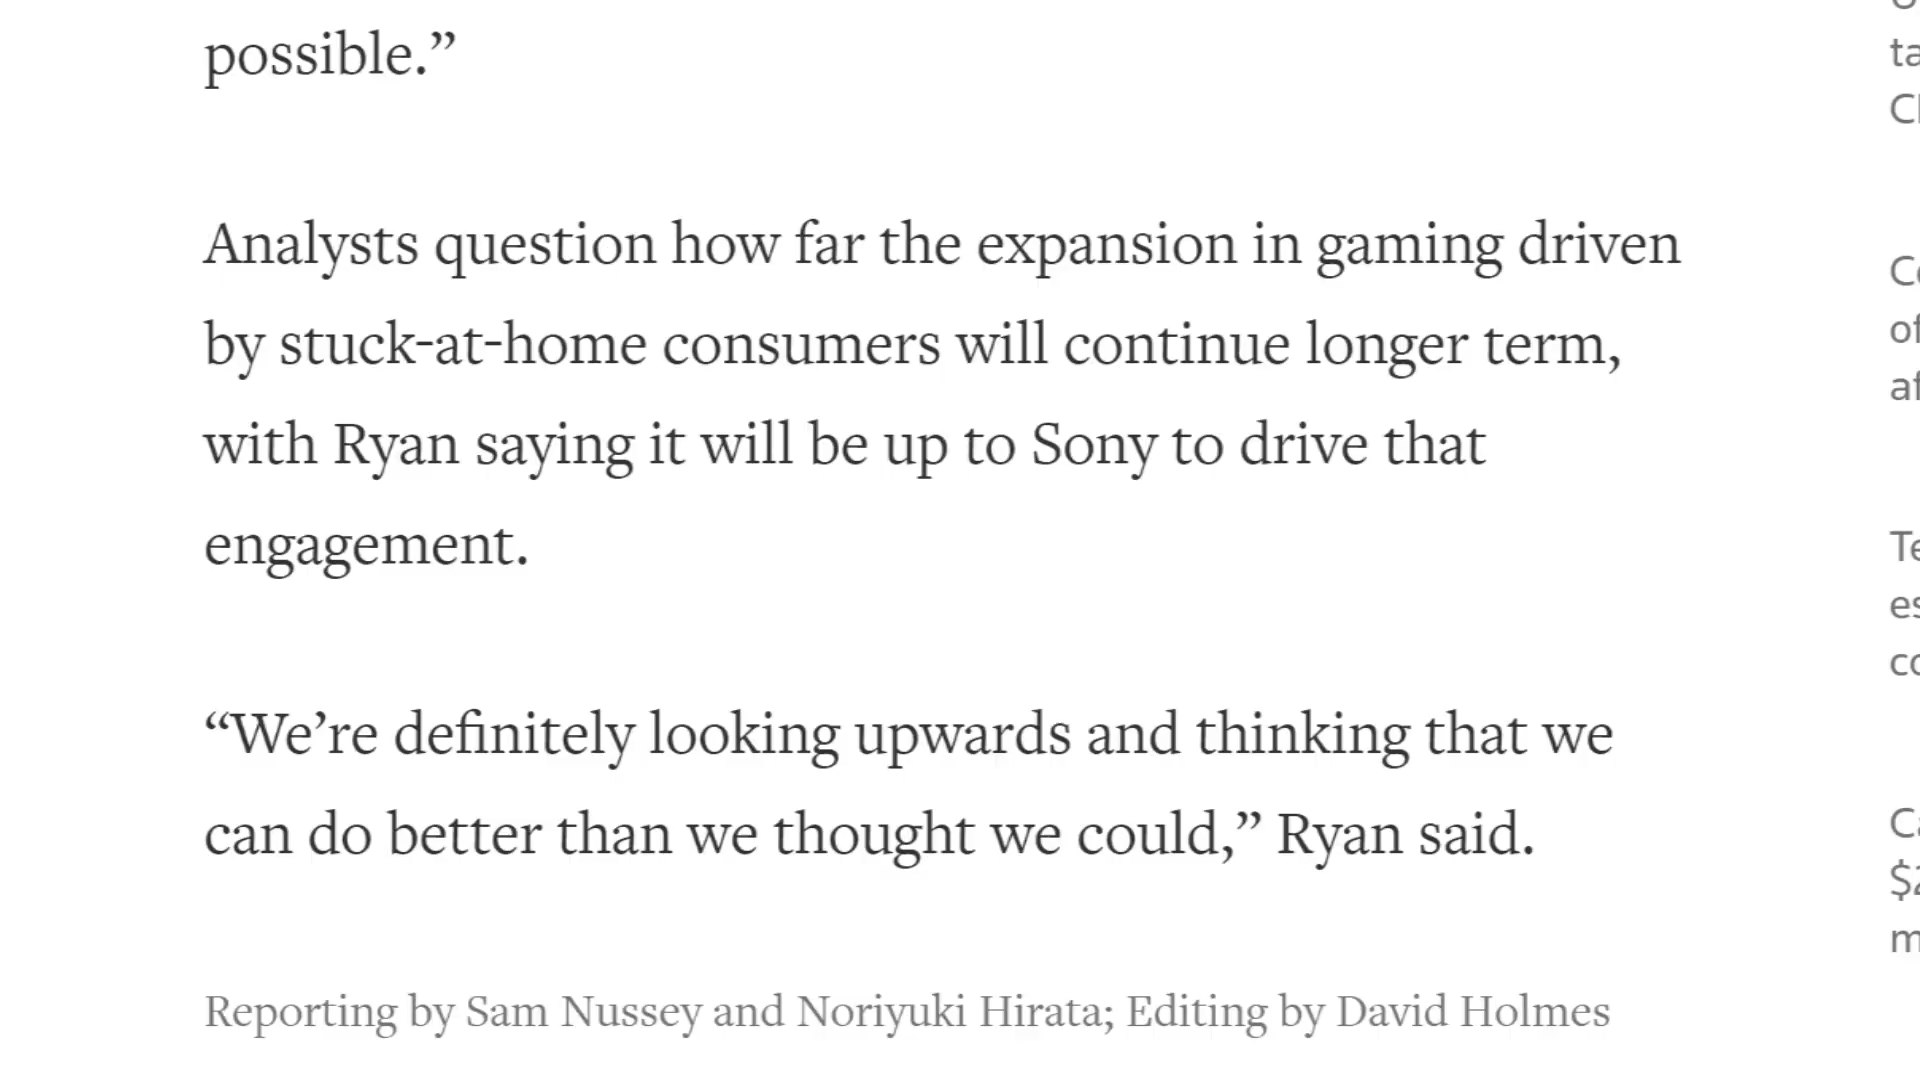 possible.”
Analysts question how far the expansion in gaming driven
by stuck-at-home consumers will continue longer term,
with Ryan saying it will be up to Sony to drive that
engagement.
“We’re definitely looking upwards and thinking that we
can do better than we thought we could,” Ryan said.
Reporting by Sam Nussey and Noriyuki Hirata; Editing by David Holmes